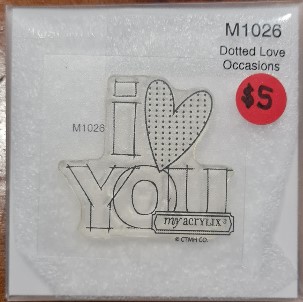 M1026
Dotted Love
Occasions
$5
M1026
i
YOU
my acrylix®
© CTMH CO.